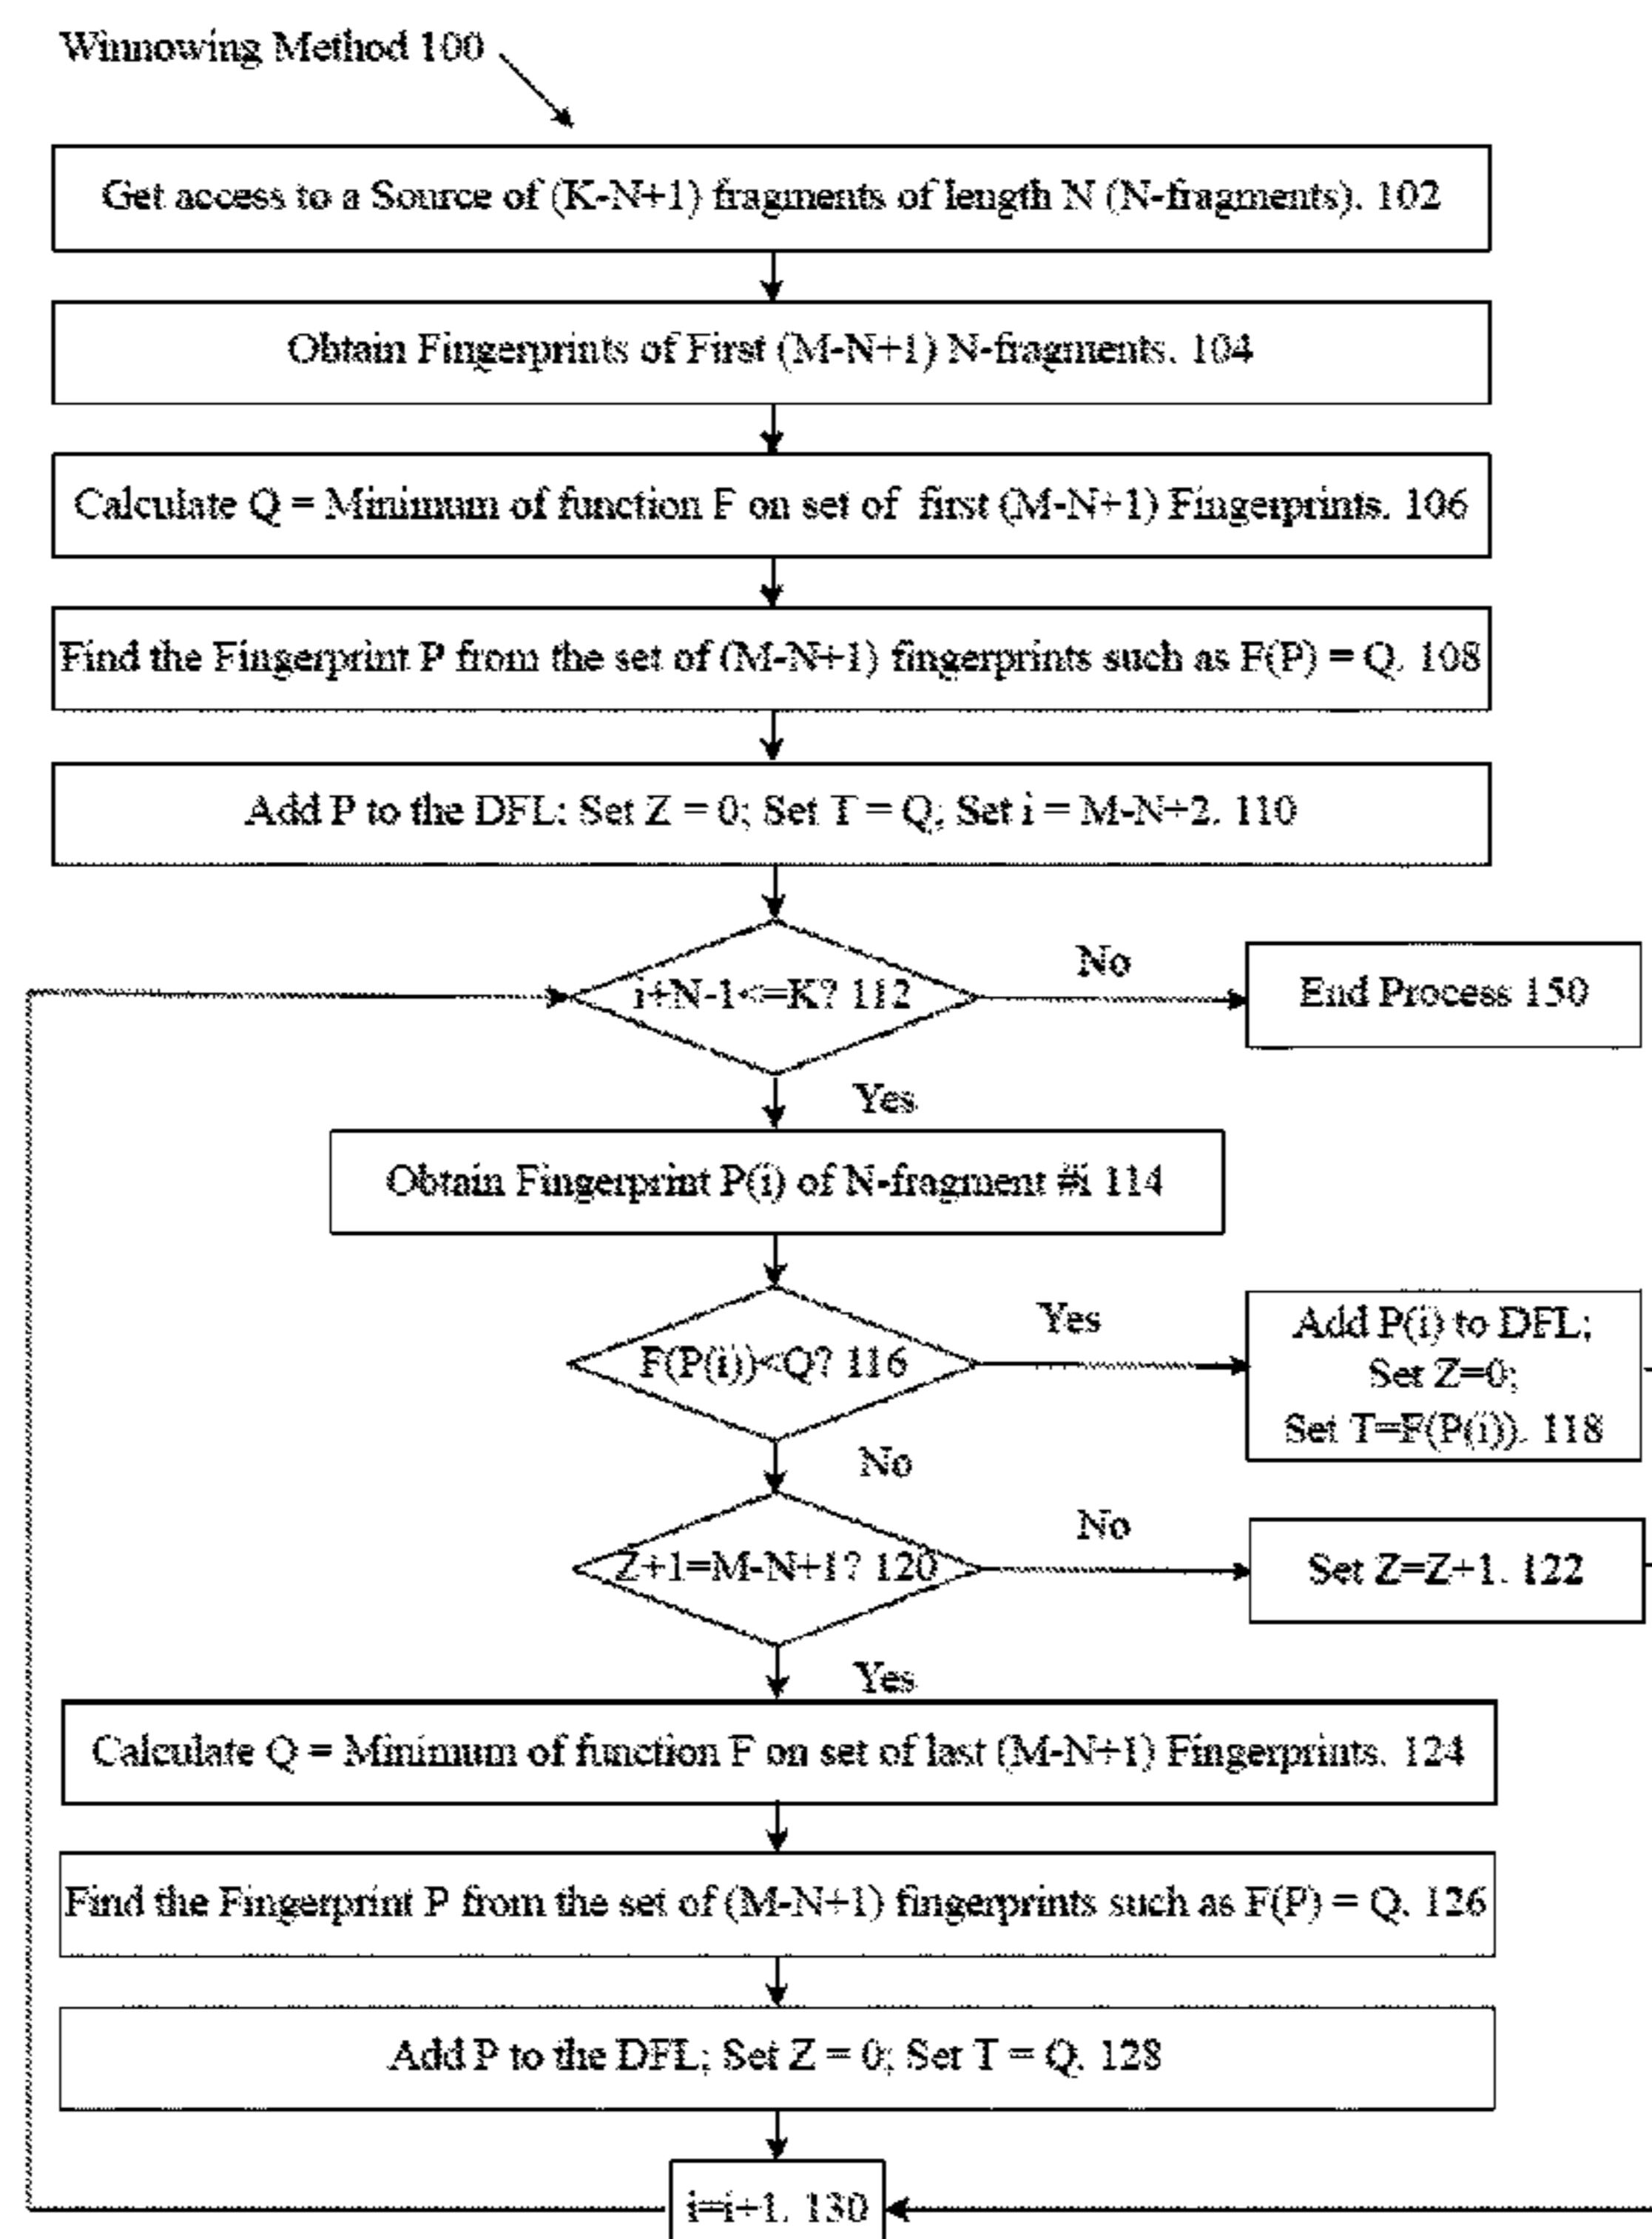 Winnowing Method 100
Get access to a Source of (K-N+1) fragments of length N (N-fragments). 102
Obtain Fingerprints of First (M-N+1) N-fragments. 104
Calculate Q = Minimum of function F on set of first (M-N+1) Fingerprints. 106
Find the Fingerprint P from the set of (M-N+1) fingerprints such as F(P) = Q. 108
Add P to the DFL; Set Z = 0; Set T = Q; Set i = M-N+2. 110
i+N-1<=K? 112
No
End Process 150
Yes
Obtain Fingerprint P(i) of N-fragment #i 114
F(P(i))<Q? 116
Yes
Add P(i) to DFL;
Set Z=0;
Set T=F(P(i)). 118
No
Z+1=M-N+1? 120
No
Set Z=Z+1. 122
Yes
Calculate Q = Minimum of function F on set of last (M-N+1) Fingerprints. 124
Find the Fingerprint P from the set of (M-N+1) fingerprints such as F(P) = Q. 126
Add P to the DFL; Set Z = 0; Set T = Q. 128
i=i+1. 130